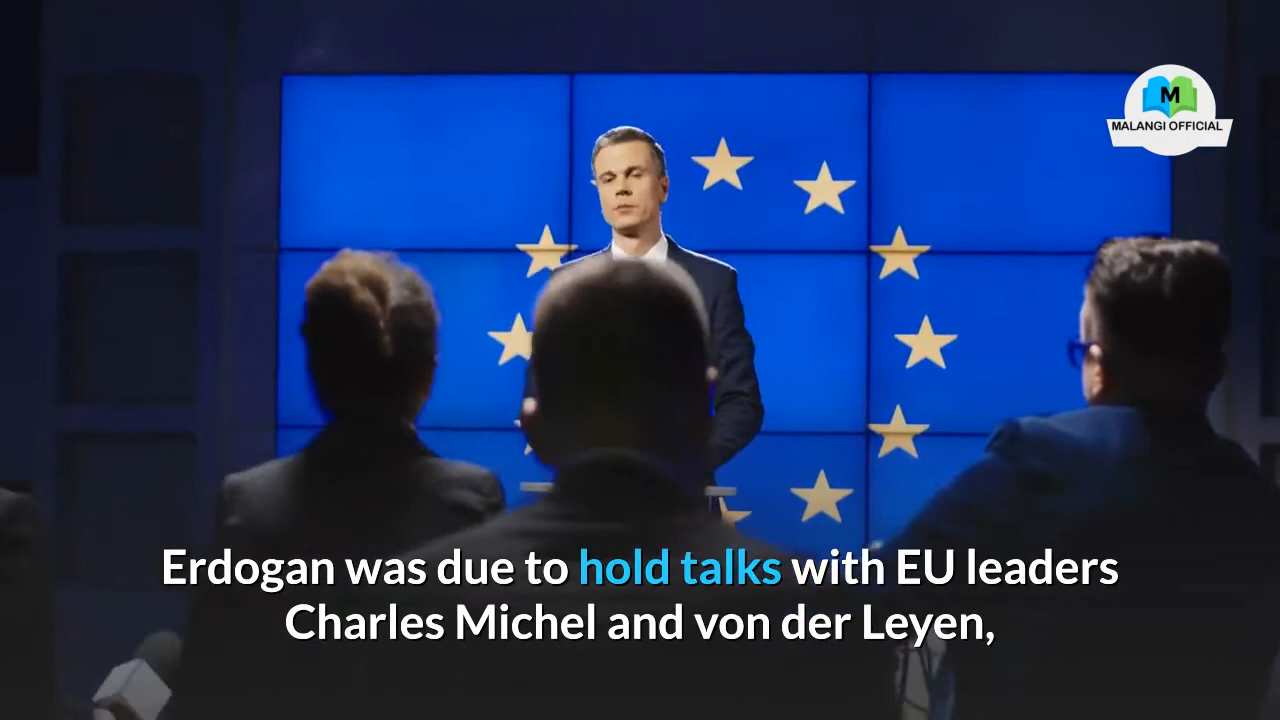 M
MALANGI OFFICIAL
Erdogan was due to hold talks with EU leaders
Charles Michel and von der Leyen,